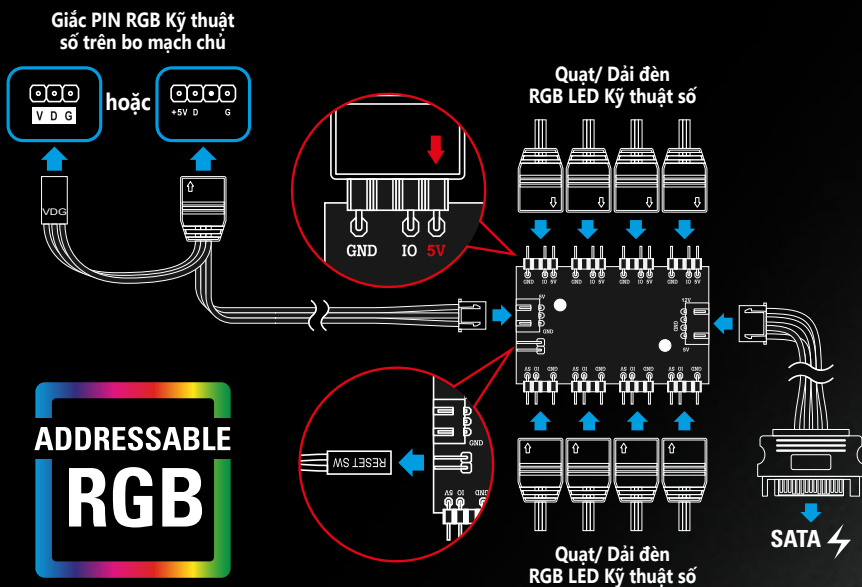 Giắc PIN RGB Kỹ thuật
số trên bo mạch chủ
V D G
hoặc
+5V D G
VDG
GND IO 5V
Quạt/ Dải đèn
RGB LED Kỹ thuật số
GND IO 5V
GND IO 5V
GND IO 5V
GND IO 5V
5V
GND
12V
GND
5V
5V IO GND
5V IO GND
5V IO GND
5V IO GND
RESET SW
GND
5V IO GND
ADDRESSABLE
RGB
SATA
Quạt/ Dải đèn
RGB LED Kỹ thuật số